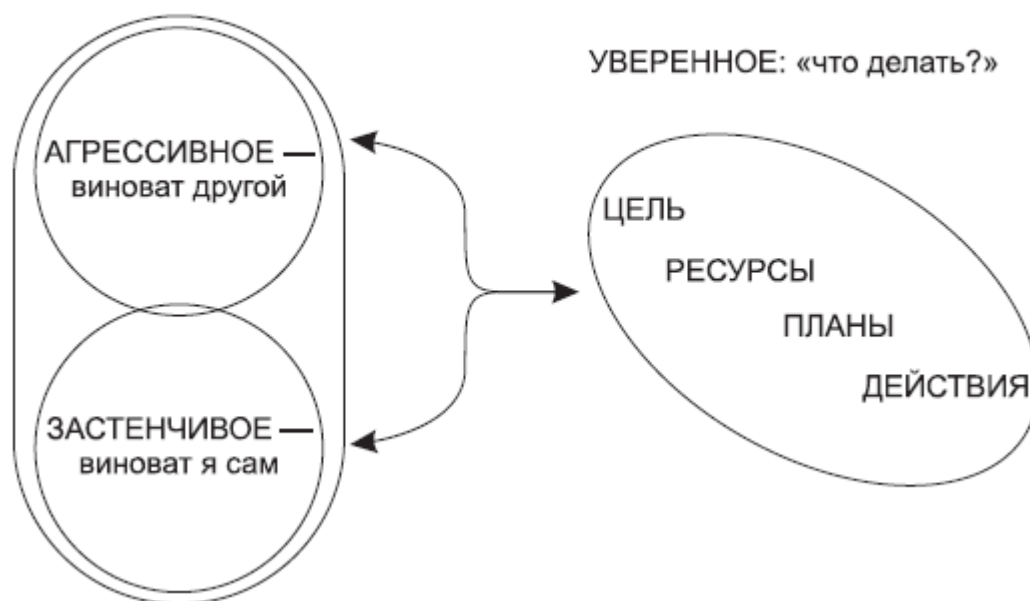 АГРЕССИВНОЕ —
виноват другой
ЗАСТЕНЧИВОЕ —
виноват я сам
УВЕРЕННОЕ: «что делать?»
ЦЕЛЬ
РЕСУРСЫ
ПЛАНЫ
ДЕЙСТВИЯ